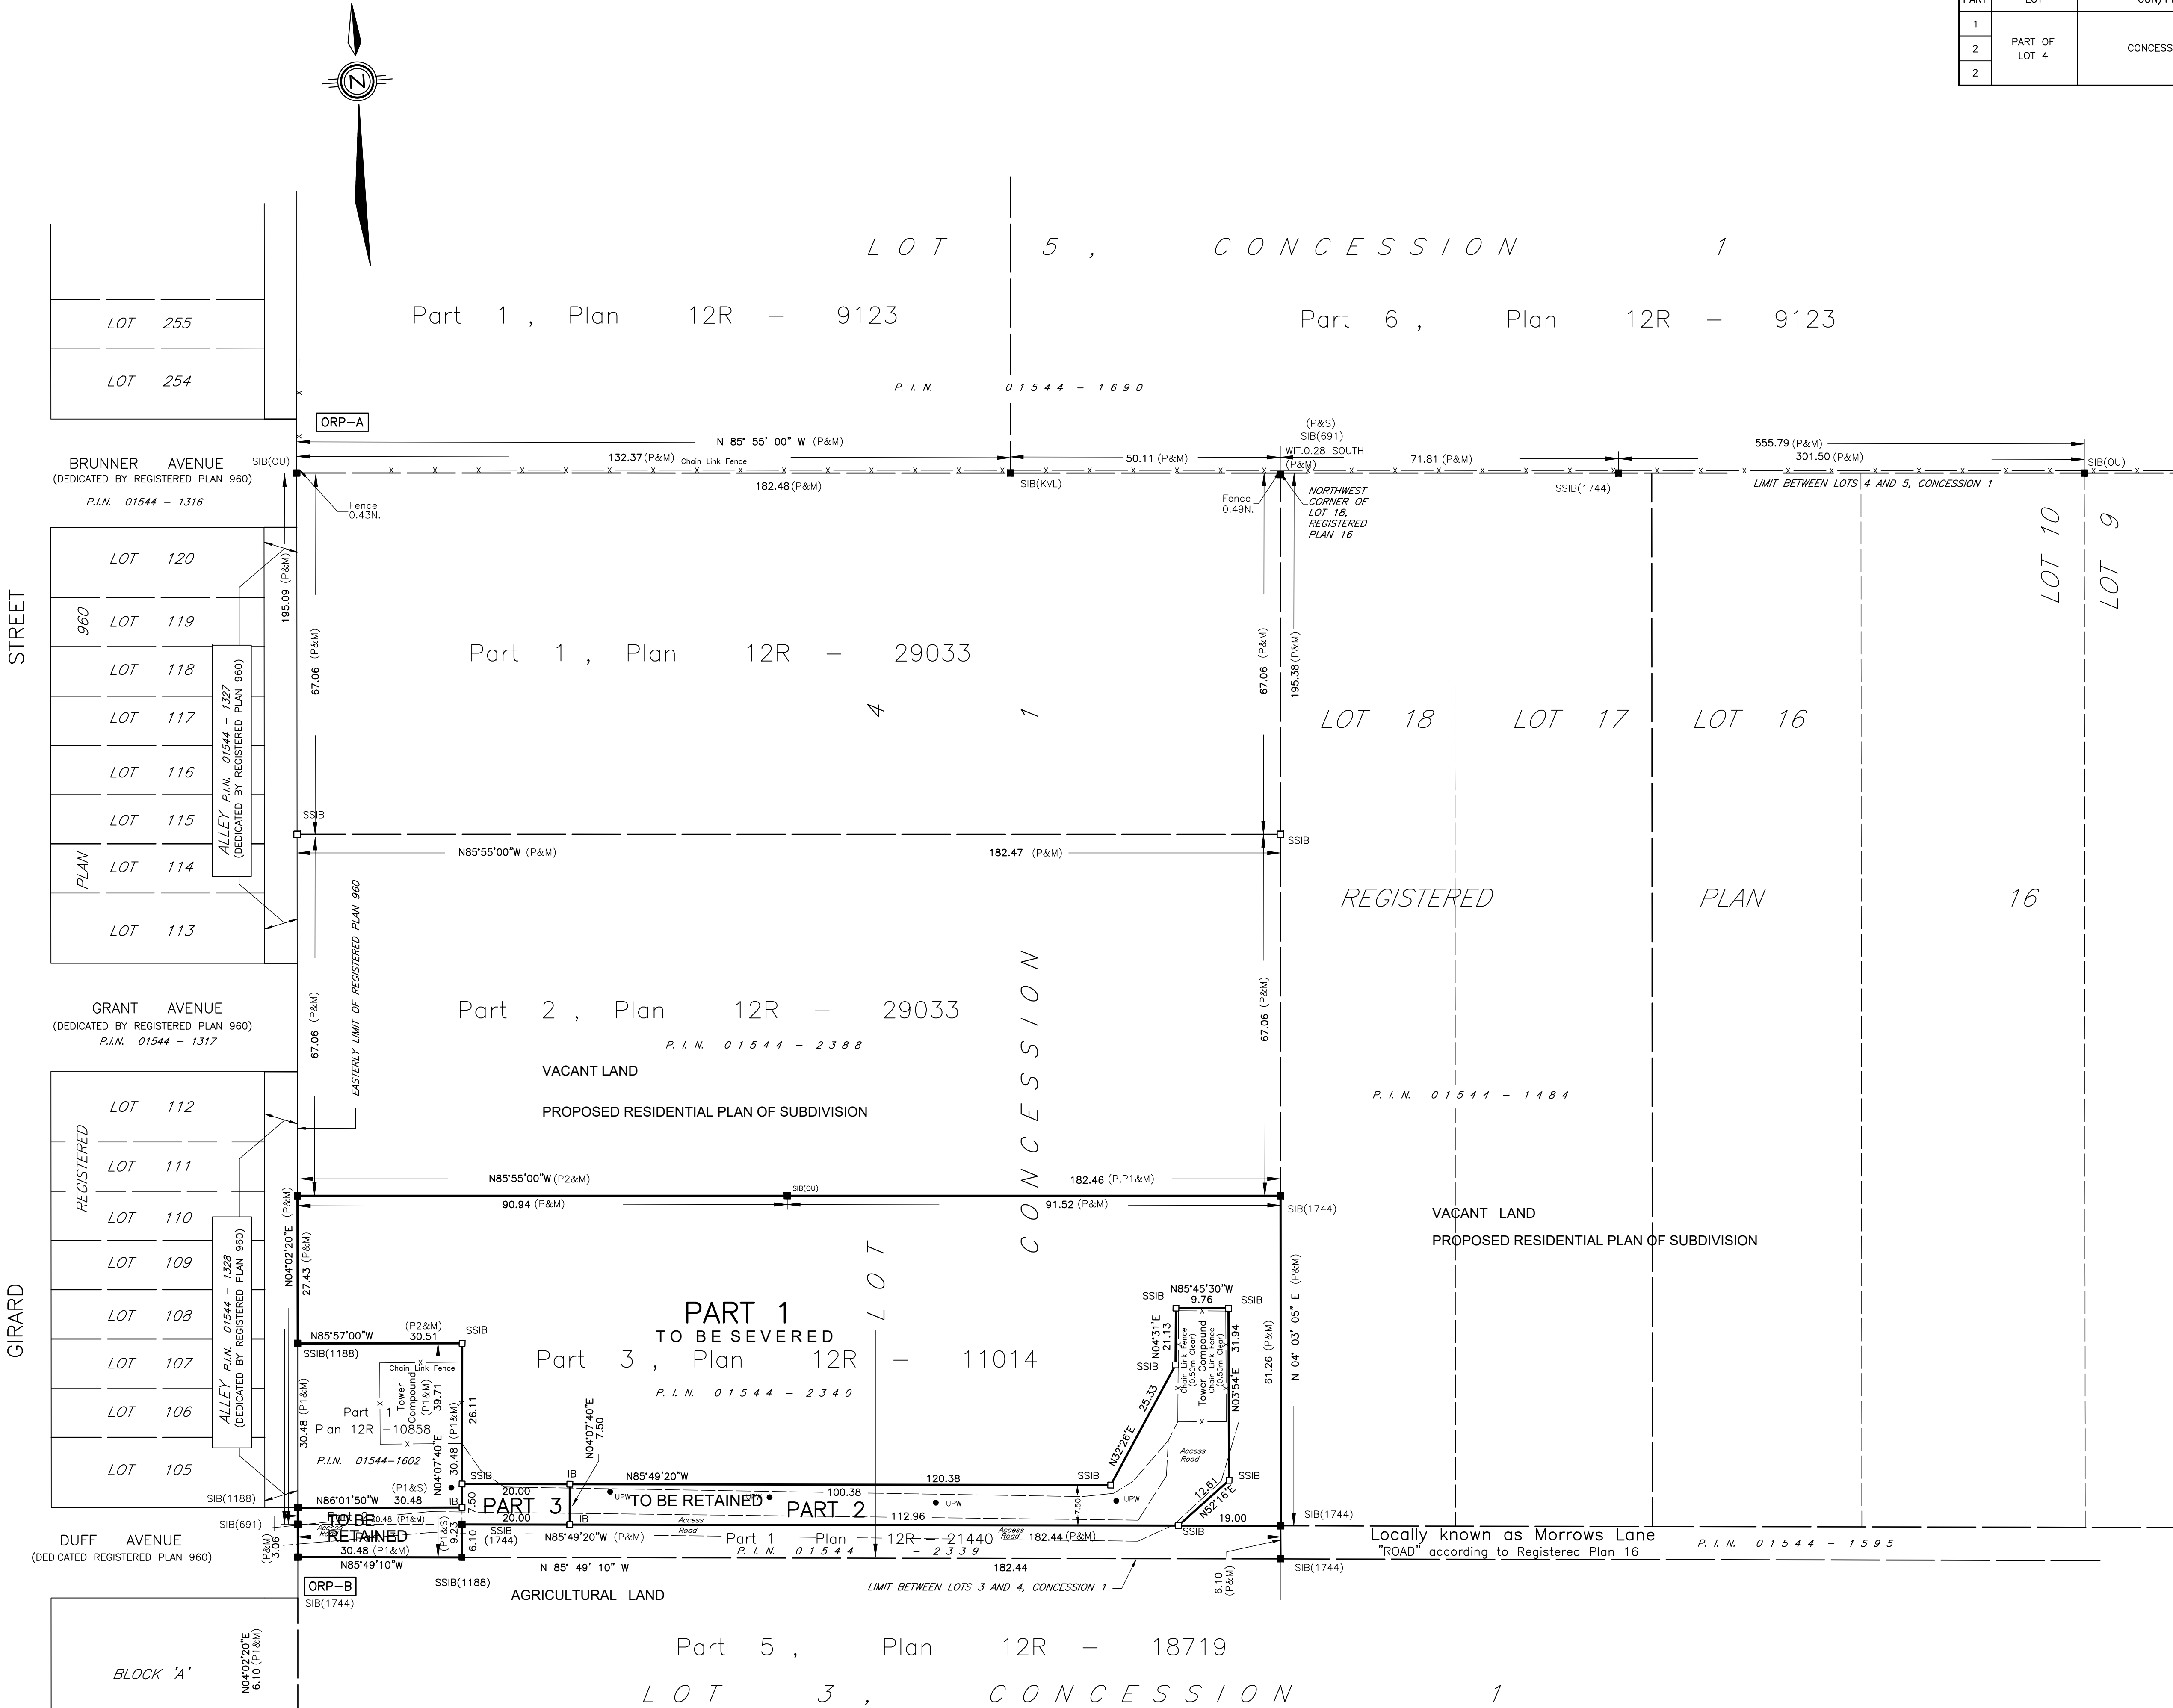 PART LOT
1
2
2
PART OF
LOT 4
CONCESS
N
LOT 5, CONCESSION 1
Part 1, Plan 12R - 9123
Part 6, Plan 12R - 9123
P.I.N. 01544 - 1690
LOT 255
LOT 254
ORP-A
BRUNNER AVENUE
(DEDICATED BY REGISTERED PLAN 960)
P.I.N. 01544 - 1316
SIB(OU)
N 85° 55' 00" W (P&M)
132.37(P&M)
Chain Link Fence
50.11(P&M)
182.48(P&M)
SIB(KVL)
(P&S)
SIB(691)
WIT.0.28 SOUTH
(P&M)
71.81(P&M)
555.79(P&M)
301.50(P&M)
SSIB(1744)
SIB(OU)
LIMIT BETWEEN LOTS 4 AND 5, CONCESSION 1
Fence
0.43N.
Fence
0.49N.
NORTHWEST
CORNER OF
LOT 18,
REGISTERED
PLAN 16
STREET
GIRARD
960
PLAN
REGISTERED
LOT 120
LOT 119
LOT 118
LOT 117
LOT 116
LOT 115
LOT 114
LOT 113
ALLEY P.I.N. 01544 - 1327
(DEDICATED BY REGISTERED PLAN 960)
195.09 (P&M)
67.06 (P&M)
67.06 (P&M)
195.38(P&M)
Part 1, Plan 12R - 29033
4
1
LOT 18
LOT 17
LOT 16
LOT 10
LOT 9
SSIB
SSIB
N85°55'00"W (P&M)
182.47 (P&M)
REGISTERED PLAN 16
EASTERLY LIMIT OF REGISTERED PLAN 960
67.06 (P&M)
67.06 (P&M)
CONCESSION
GRANT AVENUE
(DEDICATED BY REGISTERED PLAN 960)
P.I.N. 01544 - 1317
Part 2, Plan 12R - 29033
P.I.N. 01544 - 2388
VACANT LAND
PROPOSED RESIDENTIAL PLAN OF SUBDIVISION
P.I.N. 01544 - 1484
LOT 112
LOT 111
LOT 110
LOT 109
LOT 108
LOT 107
LOT 106
LOT 105
ALLEY P.I.N. 01544 - 1328
(DEDICATED BY REGISTERED PLAN 960)
N85°55'00"W (P2&M)
182.46 (P,P1&M)
SIB(OU)
90.94 (P&M)
91.52 (P&M)
SIB(1744)
VACANT LAND
PROPOSED RESIDENTIAL PLAN OF SUBDIVISION
N04°02'20"E (P&M)
27.43 (P&M)
LOT
PART 1
TO BE SEVERED
Part 3, Plan 12R - 11014
P.I.N. 01544 - 2340
N85°45'30"W
9.76
SSIB
SSIB
N04°31'E
21.13
Chain Link Fence
(0.50m Clear)
Tower Compound
Chain Link Fence
(0.50m Clear)
N03°54'E 31.94
61.26 (P&M)
N 04° 03' 05" E (P&M)
SSIB
25.33
N32°26'E
Access
Road
N85°57'00"W
(P2&M)
30.51
SSIB
SSIB(1188)
Chain Link Fence
Tower
Compound
(P1&M)
39.71
26.11
30.48 (P1&M)
Part 1
Plan 12R -10858
P.I.N. 01544-1602
N04°07'40"E
30.48 (P1&M)
N04°07'40"E
7.50
SSIB
IB
N85°49'20"W
120.38
SSIB
SSIB
20.00
100.38
12.61
N52°16'E
(P1&S)
SIB(1188)
N86°01'50"W 30.48
IB
7.50
PART 3
UPW
TO BE RETAINED
UPW
PART 2
UPW
UPW
7.50
SIB(691)
30.48 (P1&M)
TO BE
RETAINED
(P1&S)
9.23
6.10
20.00
SSIB
(1744)
112.96
SSIB
19.00
SIB(1744)
DUFF AVENUE
(DEDICATED REGISTERED PLAN 960)
(P&M)
3.06
30.48 (P1&M)
N85°49'10"W
N85°49'20"W (P&M)
Access
Road
Part 1 Plan 12R-21440
Access
Road
182.44(P&M)
P.I.N. 01544 - 2339
Locally known as Morrows Lane
"ROAD" according to Registered Plan 16
P.I.N. 01544 - 1595
ORP-B
SIB(1744)
SSIB(1188)
N 85° 49' 10" W
182.44
AGRICULTURAL LAND
LIMIT BETWEEN LOTS 3 AND 4, CONCESSION 1
6.10
(P&M)
SIB(1744)
BLOCK 'A'
N04°02'20"E
6.10 (P1&M)
Part 5, Plan 12R - 18719
LOT 3, CONCESSION 1